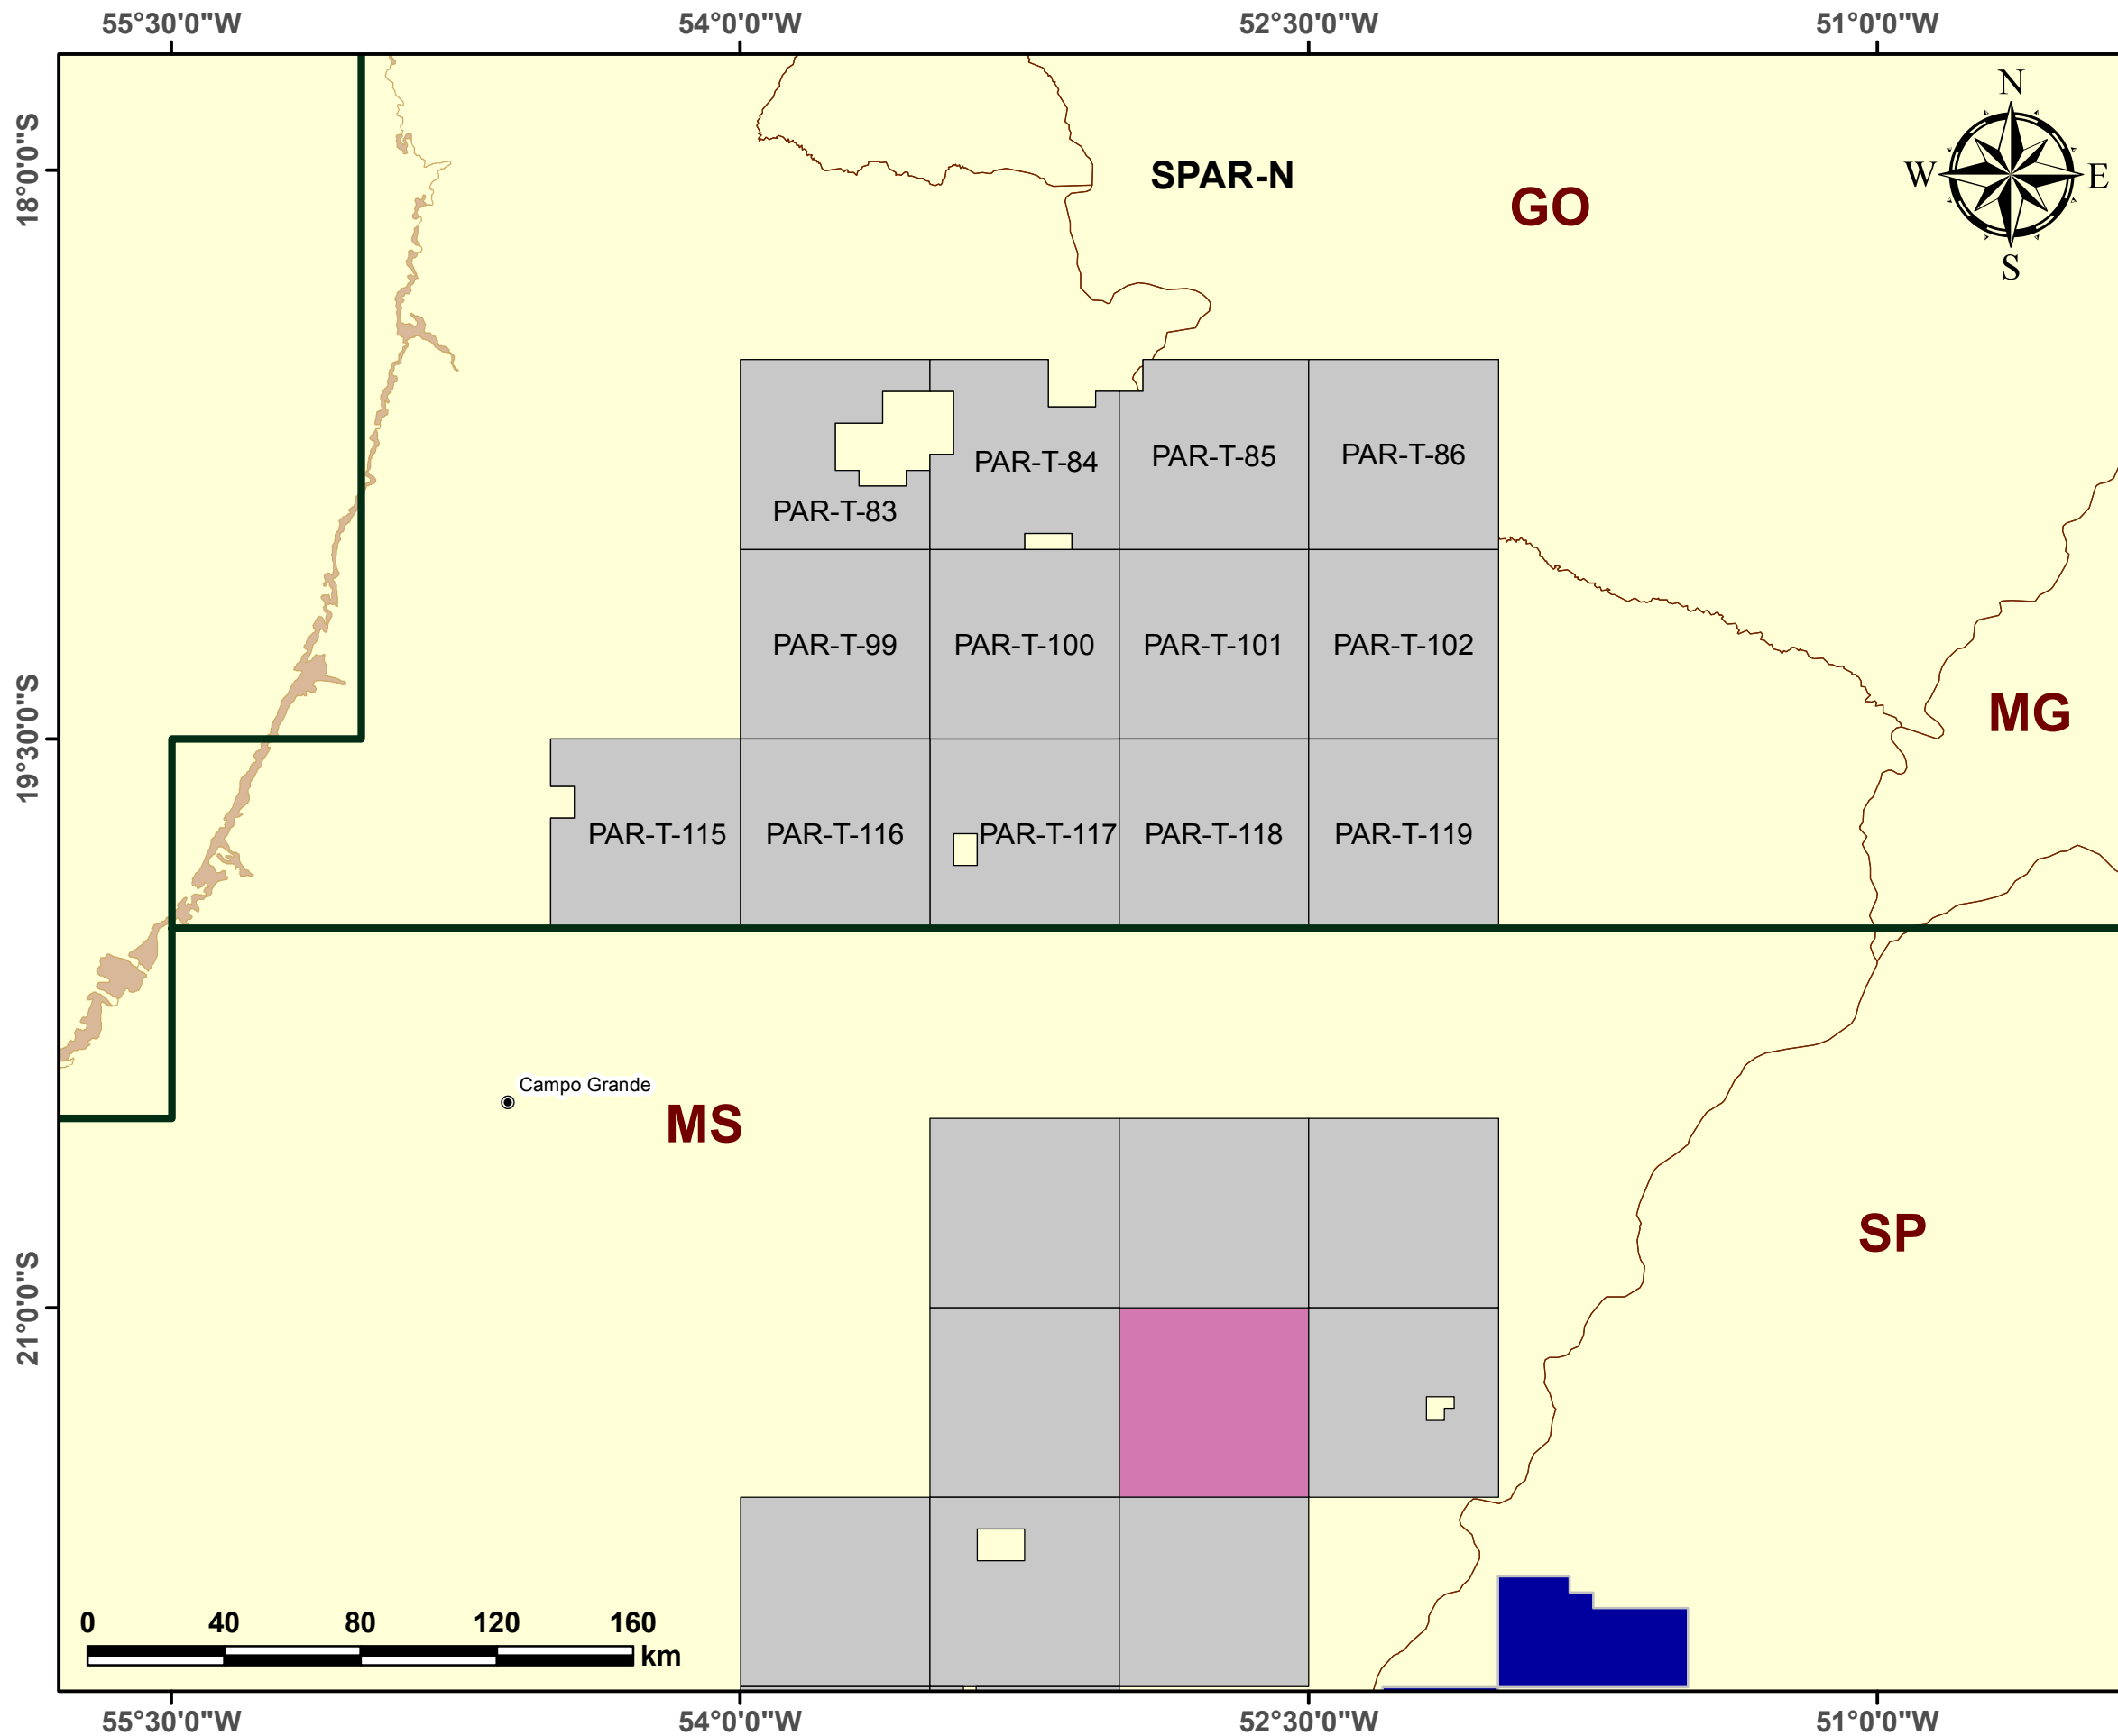 55°30'0"W 54°0'0"W 52°30'0"W 51°0'0"W
N
W E
S
18°0'0"S
SPAR-N
GO
PAR-T-84 PAR-T-85 PAR-T-86
PAR-T-83
PAR-T-99 PAR-T-100 PAR-T-101 PAR-T-102
19°30'0"S
MG
PAR-T-115 PAR-T-116 PAR-T-117 PAR-T-118 PAR-T-119
Campo Grande
MS
SP
21°0'0"S
0 40 80 120 160
km
55°30'0"W 54°0'0"W 52°30'0"W 51°0'0"W